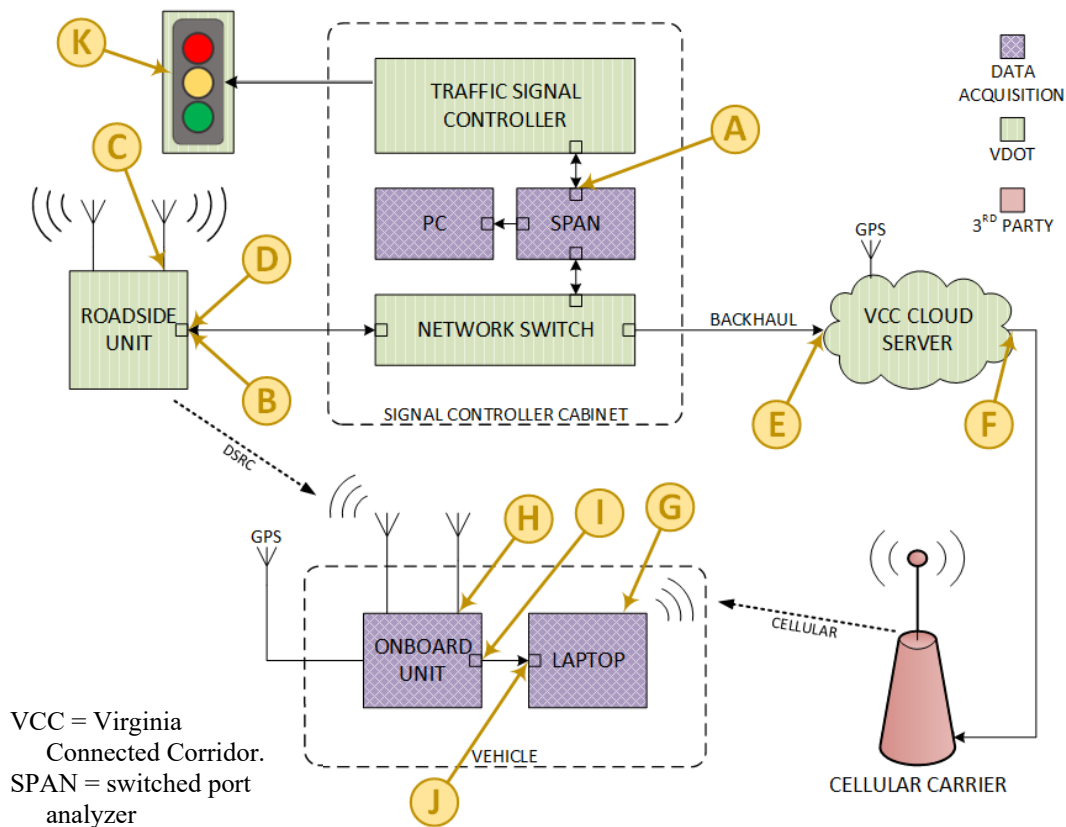 K
TRAFFIC SIGNAL
CONTROLLER
DATA
ACQUISITION
C
A
VDOT
PC
SPAN
3RD PARTY
GPS
D
ROADSIDE
UNIT
NETWORK SWITCH
BACKHAUL
VCC CLOUD
SERVER
B
SIGNAL CONTROLLER CABINET
E
F
DSRC
H
I
G
GPS
CELLULAR
ONBOARD
UNIT
LAPTOP
VCC = Virginia
Connected Corridor.
SPAN = switched port
analyzer
VEHICLE
J
CELLULAR CARRIER